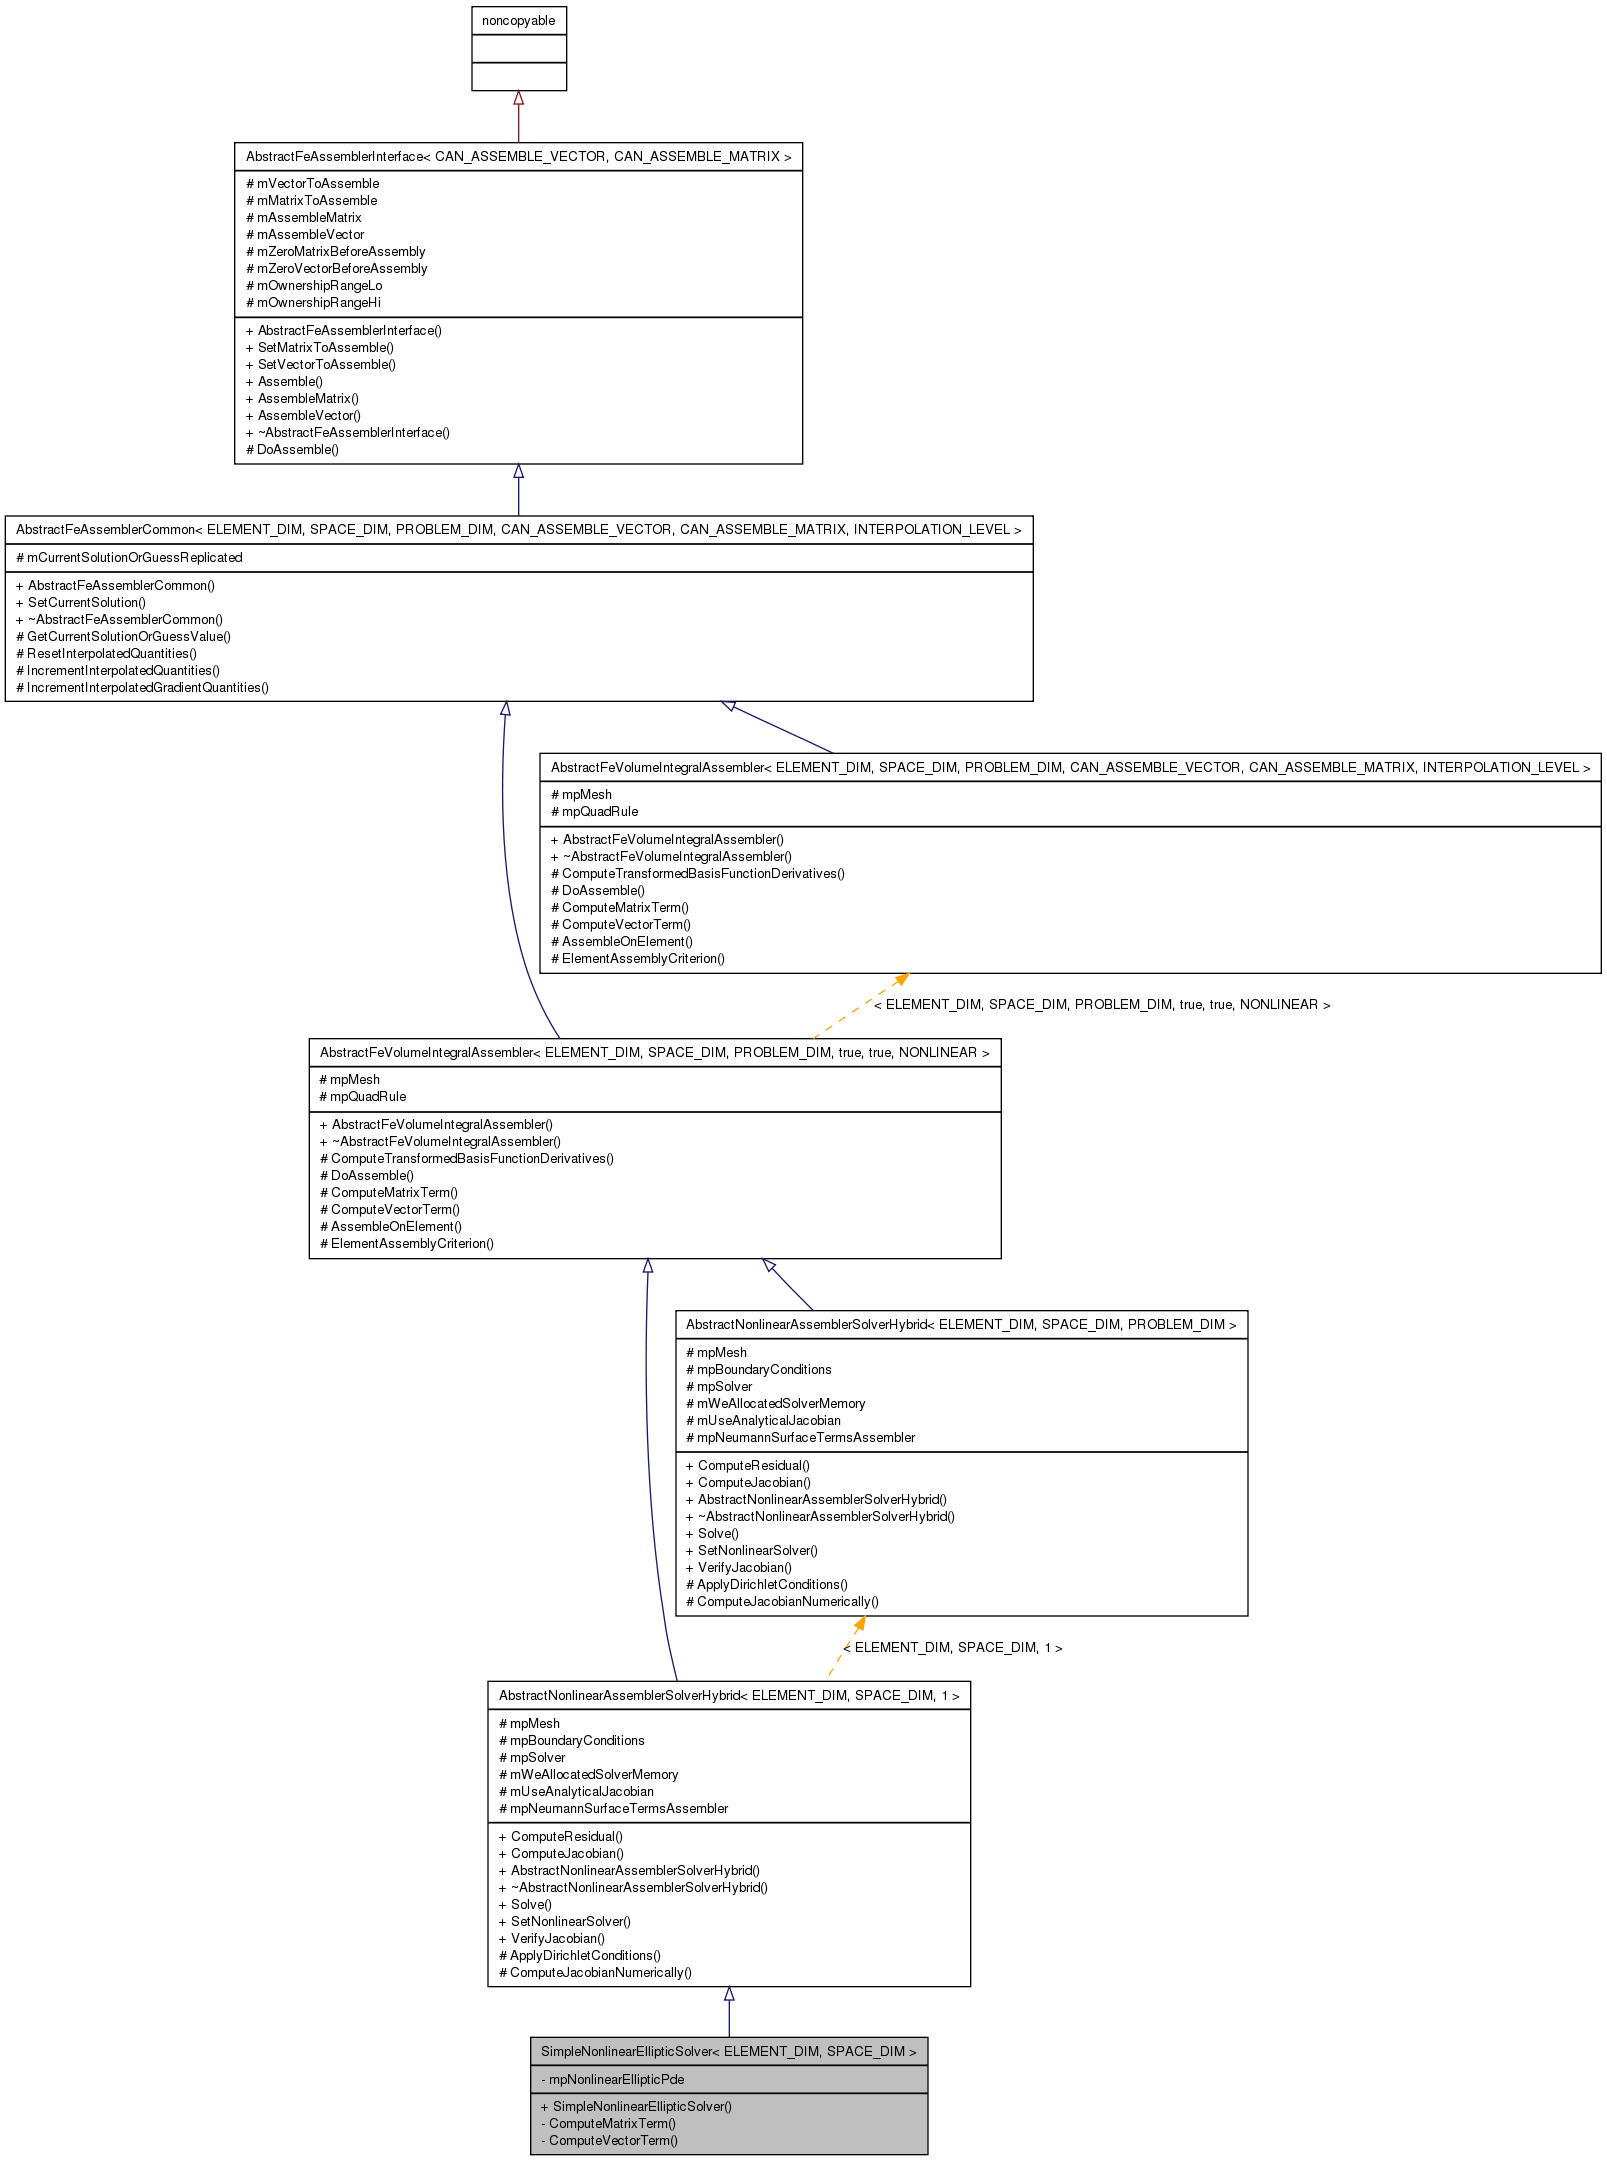 noncopyable
AbstractFeAssemblerInterface< CAN_ASSEMBLE_VECTOR, CAN_ASSEMBLE_MATRIX >
# mVectorToAssemble
# mMatrixToAssemble
# mAssembleMatrix
# mAssembleVector
# mZeroMatrixBeforeAssembly
# mZeroVectorBeforeAssembly
# mOwnershipRangeLo
# mOwnershipRangeHi
+ AbstractFeAssemblerInterface()
+ SetMatrixToAssemble()
+ SetVectorToAssemble()
+ Assemble()
+ AssembleMatrix()
+ AssembleVector()
+ ~AbstractFeAssemblerInterface()
# DoAssemble()
AbstractFeAssemblerCommon< ELEMENT_DIM, SPACE_DIM, PROBLEM_DIM, CAN_ASSEMBLE_VECTOR, CAN_ASSEMBLE_MATRIX, INTERPOLATION_LEVEL >
# mCurrentSolutionOrGuessReplicated
+ AbstractFeAssemblerCommon()
+ SetCurrentSolution()
+ ~AbstractFeAssemblerCommon()
# GetCurrentSolutionOrGuessValue()
# ResetInterpolatedQuantities()
# IncrementInterpolatedQuantities()
# IncrementInterpolatedGradientQuantities()
AbstractFeVolumeIntegralAssembler< ELEMENT_DIM, SPACE_DIM, PROBLEM_DIM, CAN_ASSEMBLE_VECTOR, CAN_ASSEMBLE_MATRIX, INTERPOLATION_LEVEL >
# mpMesh
# mpQuadRule
+ AbstractFeVolumeIntegralAssembler()
+ ~AbstractFeVolumeIntegralAssembler()
# ComputeTransformedBasisFunctionDerivatives()
# DoAssemble()
# ComputeMatrixTerm()
# ComputeVectorTerm()
# AssembleOnElement()
# ElementAssemblyCriterion()
< ELEMENT_DIM, SPACE_DIM, PROBLEM_DIM, true, true, NONLINEAR >
AbstractFeVolumeIntegralAssembler< ELEMENT_DIM, SPACE_DIM, PROBLEM_DIM, true, true, NONLINEAR >
# mpMesh
# mpQuadRule
+ AbstractFeVolumeIntegralAssembler()
+ ~AbstractFeVolumeIntegralAssembler()
# ComputeTransformedBasisFunctionDerivatives()
# DoAssemble()
# ComputeMatrixTerm()
# ComputeVectorTerm()
# AssembleOnElement()
# ElementAssemblyCriterion()
AbstractNonlinearAssemblerSolverHybrid< ELEMENT_DIM, SPACE_DIM, PROBLEM_DIM >
# mpMesh
# mpBoundaryConditions
# mpSolver
# mWeAllocatedSolverMemory
# mUseAnalyticalJacobian
# mpNeumannSurfaceTermsAssembler
+ ComputeResidual()
+ ComputeJacobian()
+ AbstractNonlinearAssemblerSolverHybrid()
+ ~AbstractNonlinearAssemblerSolverHybrid()
+ Solve()
+ SetNonlinearSolver()
+ VerifyJacobian()
# ApplyDirichletConditions()
# ComputeJacobianNumerically()
< ELEMENT_DIM, SPACE_DIM, 1 >
AbstractNonlinearAssemblerSolverHybrid< ELEMENT_DIM, SPACE_DIM, 1 >
# mpMesh
# mpBoundaryConditions
# mpSolver
# mWeAllocatedSolverMemory
# mUseAnalyticalJacobian
# mpNeumannSurfaceTermsAssembler
+ ComputeResidual()
+ ComputeJacobian()
+ AbstractNonlinearAssemblerSolverHybrid()
+ ~AbstractNonlinearAssemblerSolverHybrid()
+ Solve()
+ SetNonlinearSolver()
+ VerifyJacobian()
# ApplyDirichletConditions()
# ComputeJacobianNumerically()
SimpleNonlinearEllipticSolver< ELEMENT_DIM, SPACE_DIM >
- mpNonlinearEllipticPde
+ SimpleNonlinearEllipticSolver()
- ComputeMatrixTerm()
- ComputeVectorTerm()